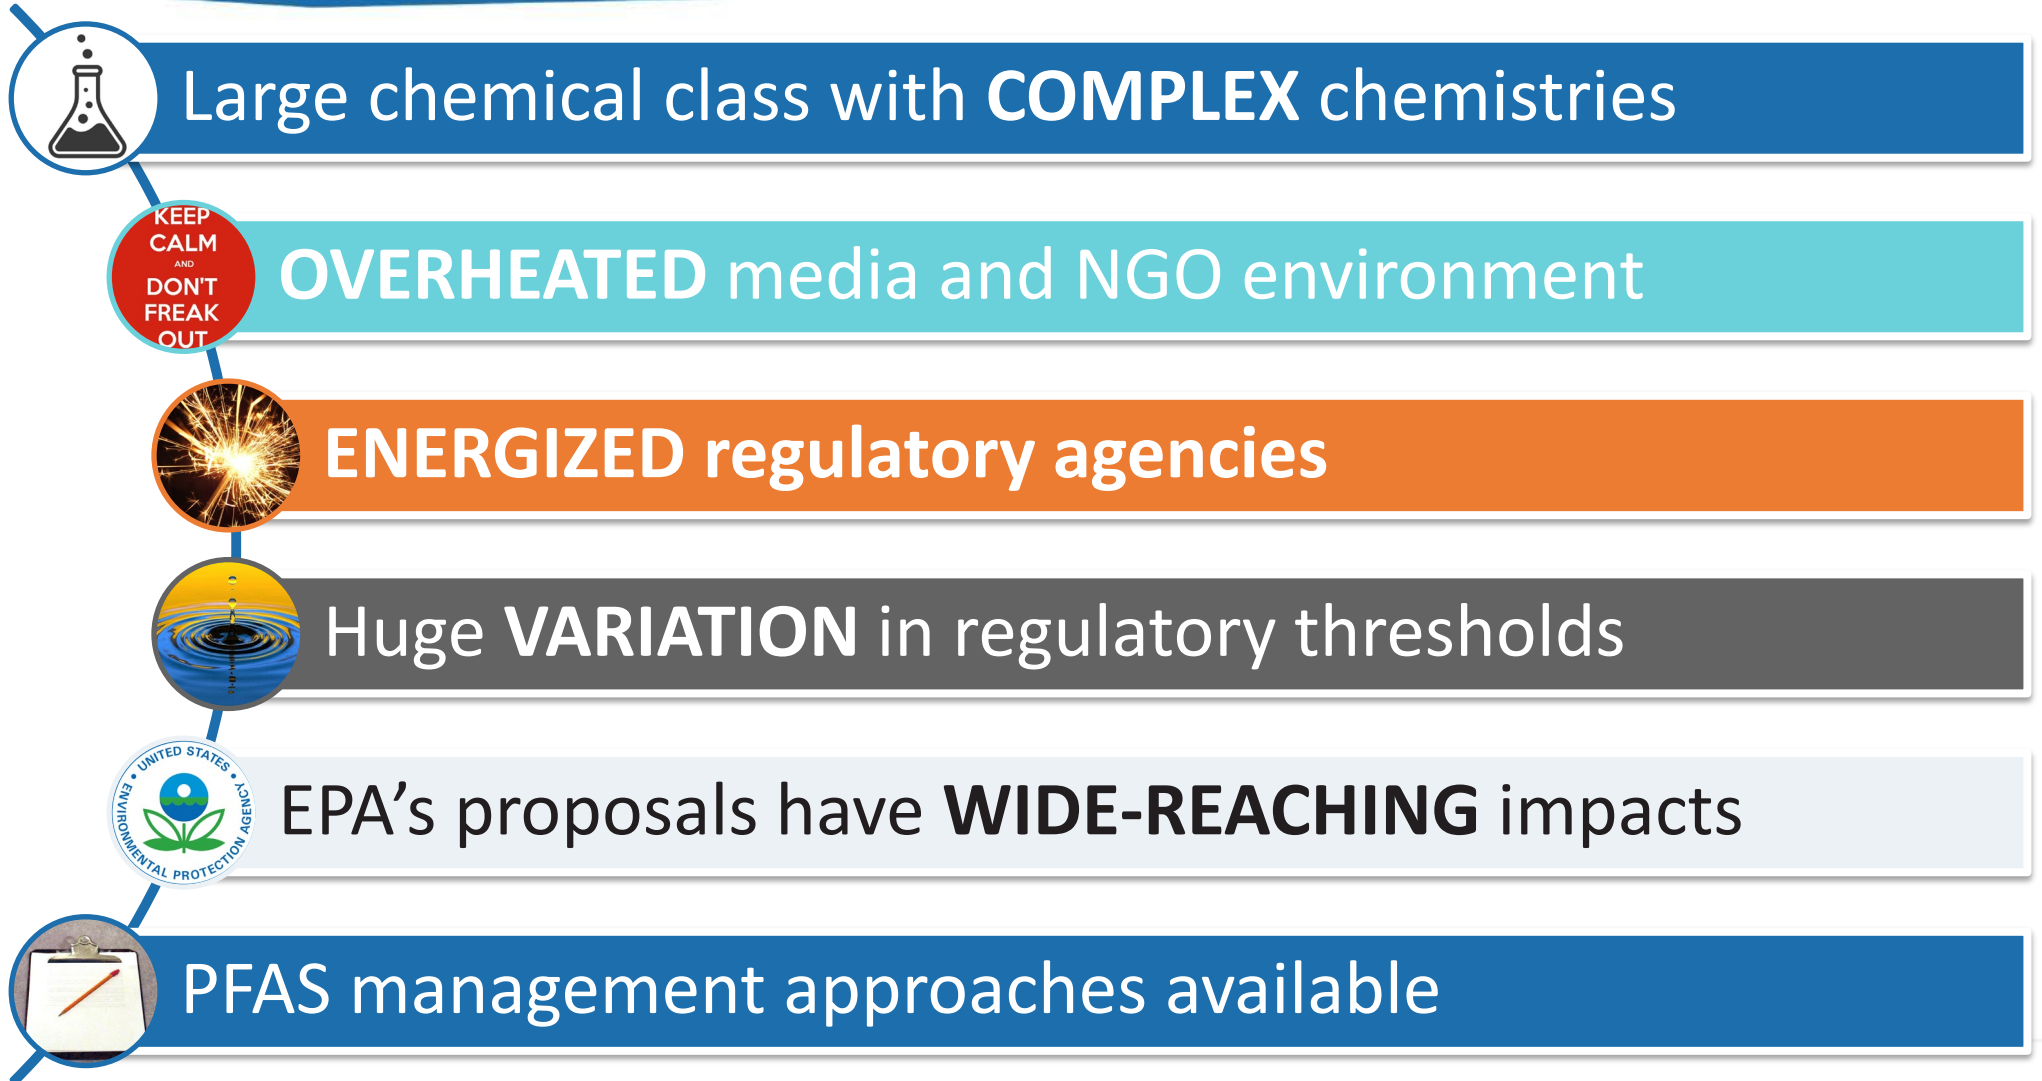 Large chemical class with COMPLEX chemistries
KEEP
CALM
AND
DON'T
FREAK
OUT
OVERHEATED media and NGO environment
ENERGIZED regulatory agencies
Huge VARIATION in regulatory thresholds
UNITED STATES
ENVIRONMENTAL PROTECTION AGENCY
EPA’s proposals have WIDE-REACHING impacts
PFAS management approaches available